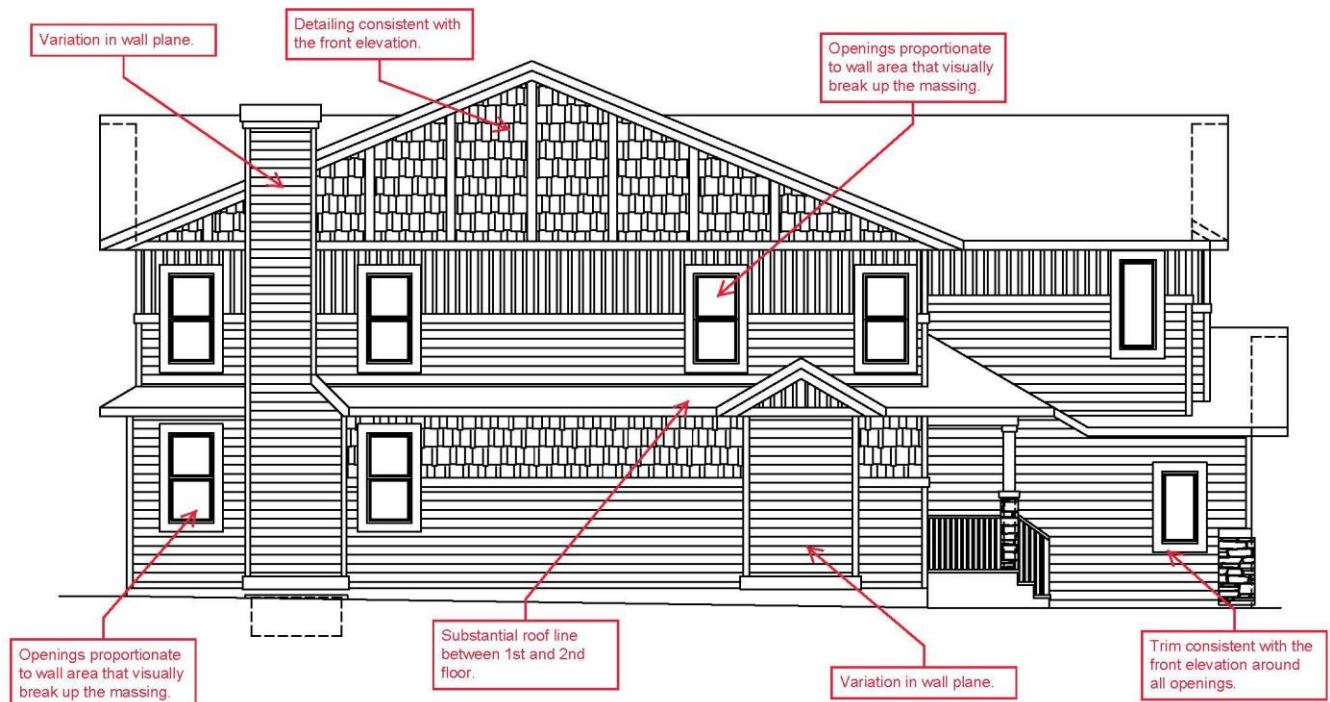 Variation in wall plane.
Detailing consistent with
the front elevation.
Openings proportionate
to wall area that visually
break up the massing.
Openings proportionate
to wall area that visually
break up the massing.
Substantial roof line
between 1st and 2nd
floor.
Variation in wall plane.
Trim consistent with the
front elevation around
all openings.